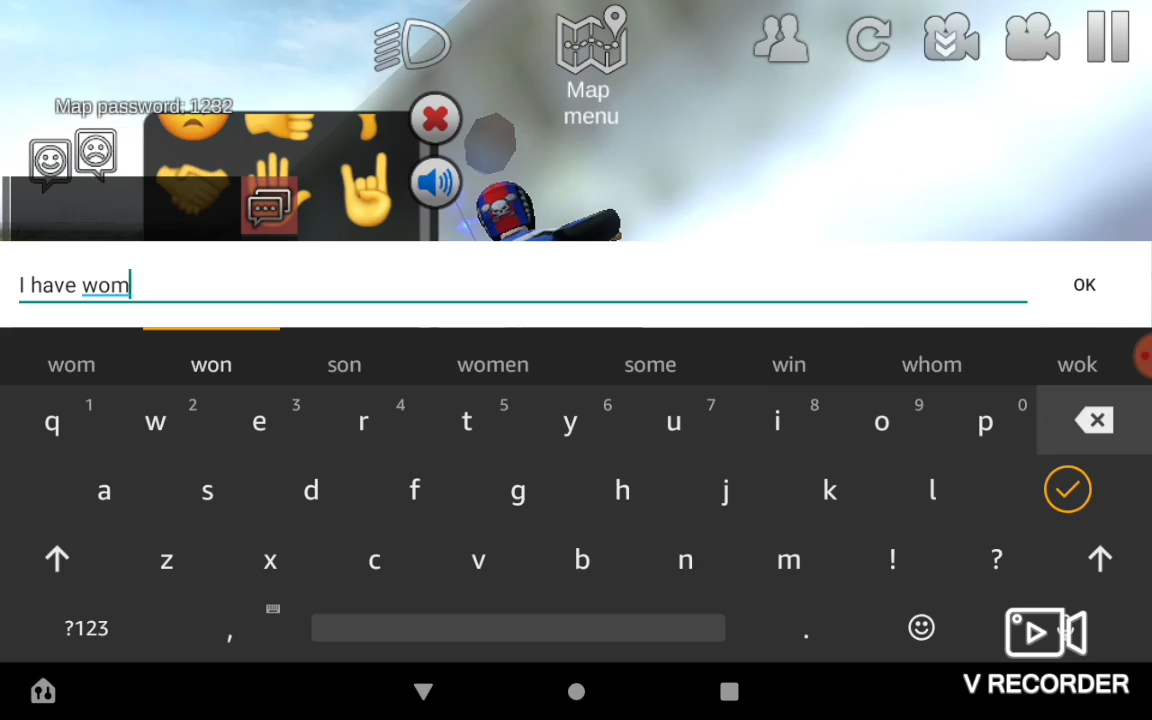 Map menu
Map password: 1232
I have wom
OK
wom won son women some win whom wok
q 1 w 2 e 3 r 4 t 5 y 6 u 7 i 8 o 9 p 0
a s d f g h j k l
z x c v b n m ! ?
?123 , .
V RECORDER